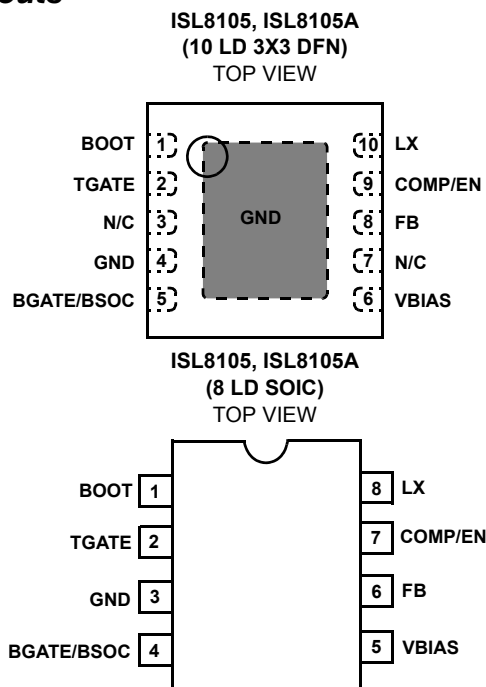 ISL8105, ISL8105A
(10 LD 3X3 DFN)
TOP VIEW
BOOT 1 10 LX
TGATE 2 9 COMP/EN
N/C 3 GND 8 FB
GND 4 7 N/C
BGATE/BSOC 5 6 VBIAS
ISL8105, ISL8105A
(8 LD SOIC)
TOP VIEW
BOOT 1 8 LX
TGATE 2 7 COMP/EN
GND 3 6 FB
BGATE/BSOC 4 5 VBIAS